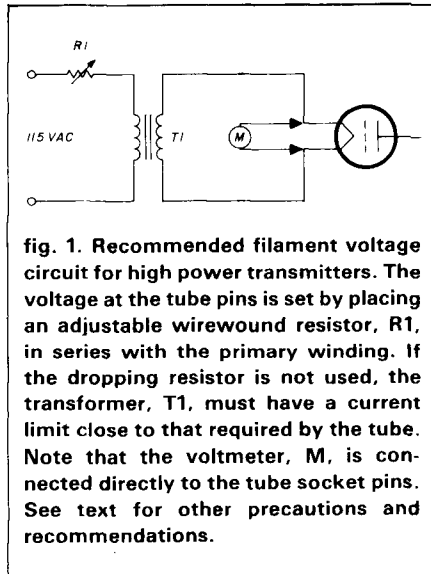 R1
115 VAC
T1
M
fig. 1. Recommended filament voltage
circuit for high power transmitters. The
voltage at the tube pins is set by placing
an adjustable wirewound resistor, R1,
in series with the primary winding. If
the dropping resistor is not used, the
transformer, T1, must have a current
limit close to that required by the tube.
Note that the voltmeter, M, is con-
nected directly to the tube socket pins.
See text for other precautions and
recommendations.